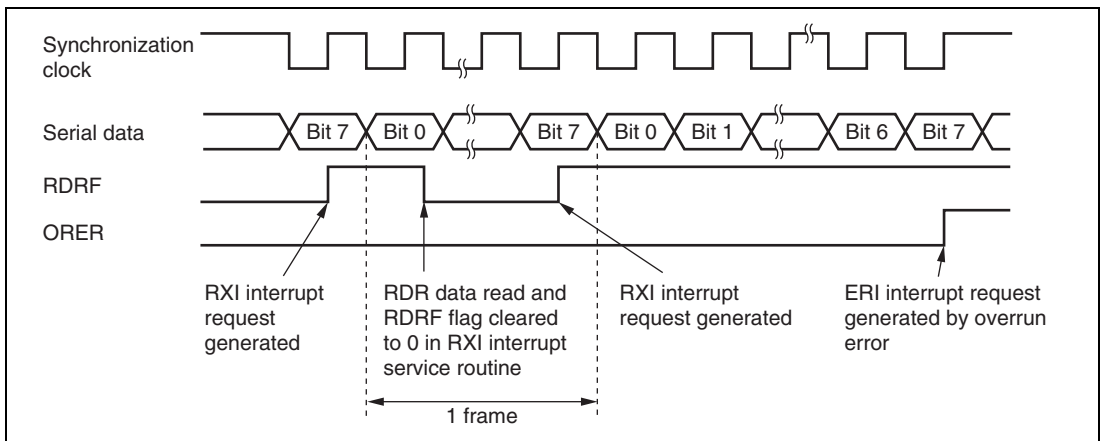 Synchronization
clock
Serial data
Bit 7 Bit 0 Bit 7 Bit 0 Bit 1 Bit 6 Bit 7
RDRF
ORER
RXI interrupt
request
generated
RDR data read and
RDRF flag cleared
to 0 in RXI interrupt
service routine
RXI interrupt
request generated
ERI interrupt request
generated by overrun
error
1 frame